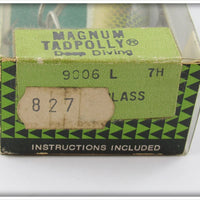 MAGNUM
TADPOLLY®
Deep Diving
9006 L 7H
827
LASS
INSTRUCTIONS INCLUDED